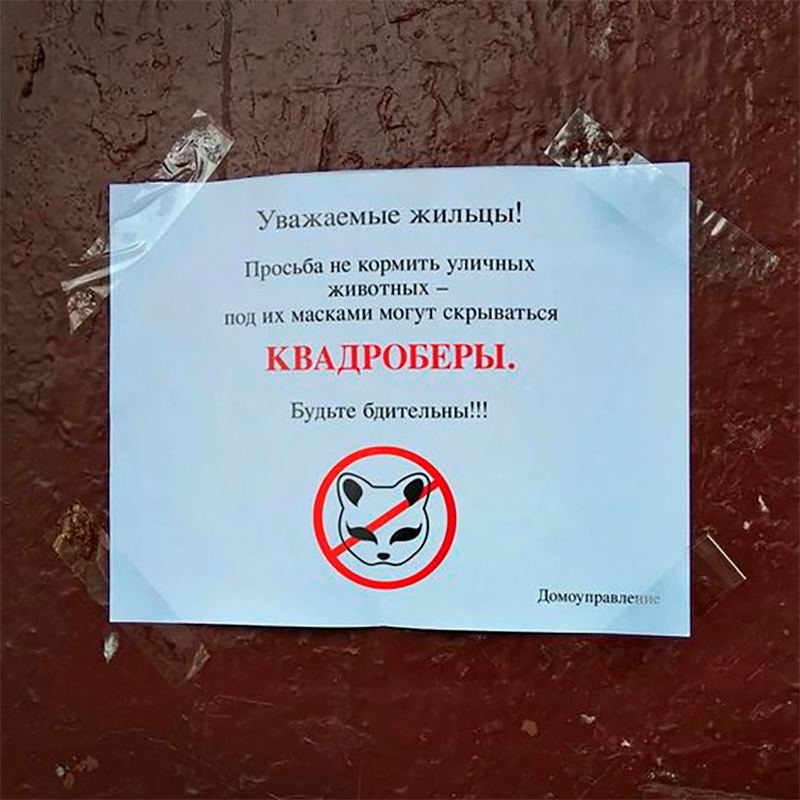 Уважаемые жильцы!
Просьба не кормить уличных
животных –
под их масками могут скрываться
КВАДРОБЕРЫ.
Будьте бдительны!!!
Домоуправление